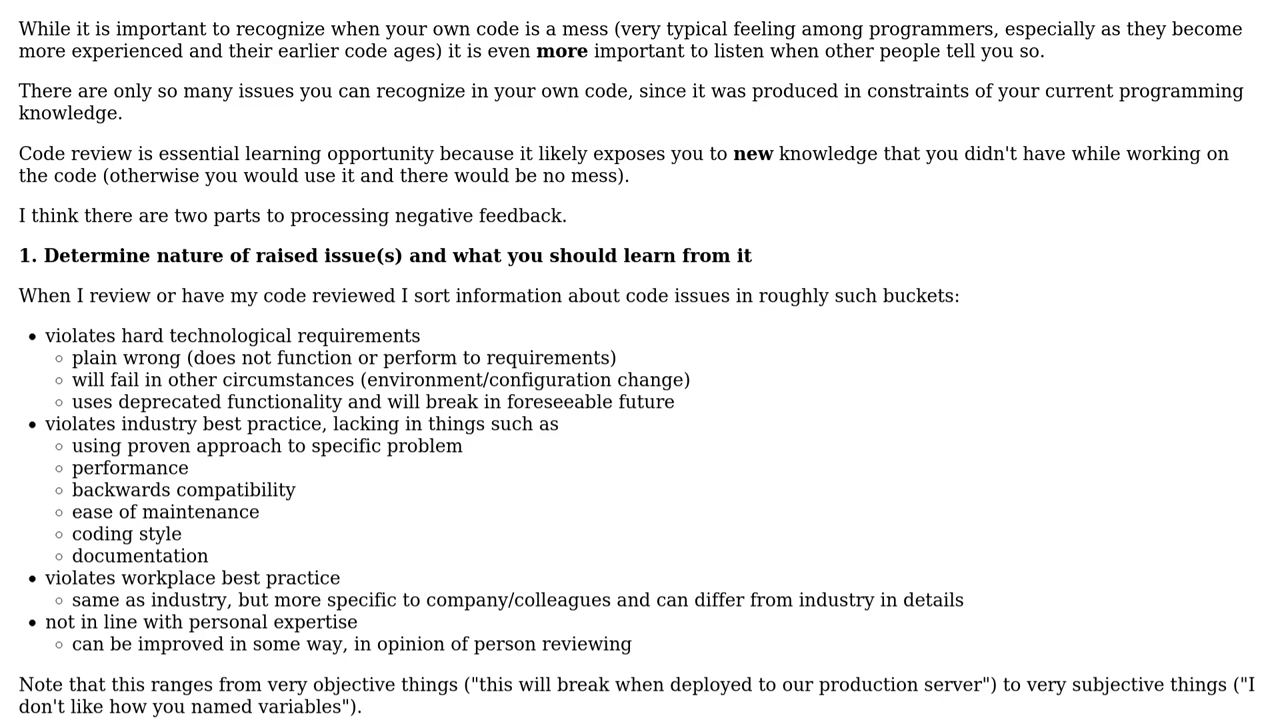 While it is important to recognize when your own code is a mess (very typical feeling among programmers, especially as they become
more experienced and their earlier code ages) it is even more important to listen when other people tell you so.
There are only so many issues you can recognize in your own code, since it was produced in constraints of your current programming
knowledge.
Code review is essential learning opportunity because it likely exposes you to new knowledge that you didn't have while working on
the code (otherwise you would use it and there would be no mess).
I think there are two parts to processing negative feedback.
1. Determine nature of raised issue(s) and what you should learn from it
When I review or have my code reviewed I sort information about code issues in roughly such buckets:
• violates hard technological requirements
◦ plain wrong (does not function or perform to requirements)
◦ will fail in other circumstances (environment/configuration change)
◦ uses deprecated functionality and will break in foreseeable future
• violates industry best practice, lacking in things such as
◦ using proven approach to specific problem
◦ performance
◦ backwards compatibility
◦ ease of maintenance
◦ coding style
◦ documentation
• violates workplace best practice
◦ same as industry, but more specific to company/colleagues and can differ from industry in details
• not in line with personal expertise
◦ can be improved in some way, in opinion of person reviewing
Note that this ranges from very objective things ("this will break when deployed to our production server") to very subjective things ("I
don't like how you named variables").